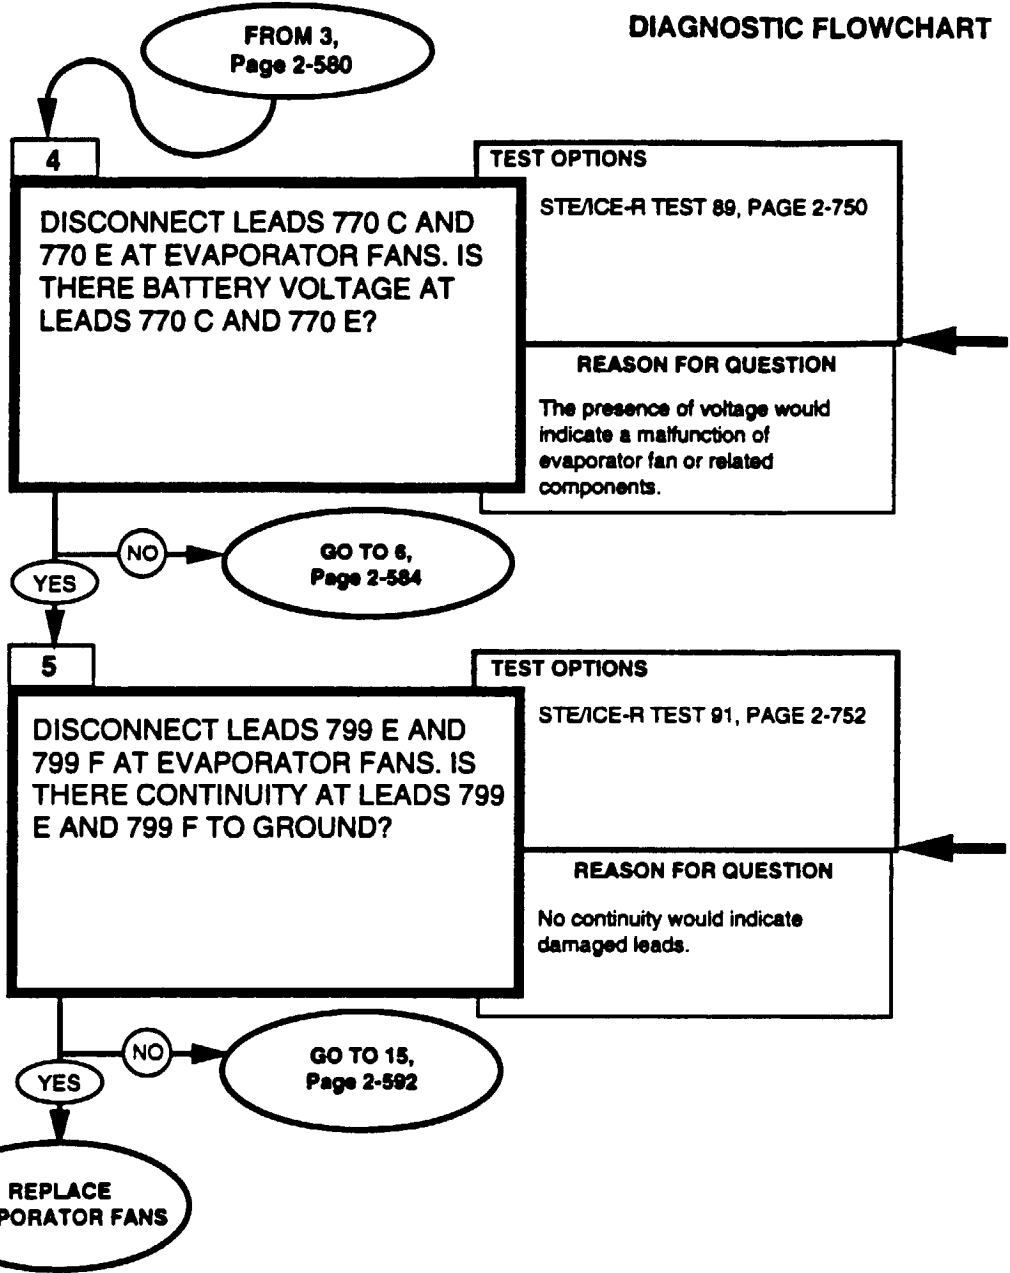 DIAGNOSTIC FLOWCHART
FROM 3,
Page 2-580
4
DISCONNECT LEADS 770 C AND
770 E AT EVAPORATOR FANS. IS
THERE BATTERY VOLTAGE AT
LEADS 770 C AND 770 E?
TEST OPTIONS
STE/ICE-R TEST 89, PAGE 2-750
REASON FOR QUESTION
The presence of voltage would
indicate a malfunction of
evaporator fan or related
components.
NO
GO TO 6,
Page 2-584
YES
5
DISCONNECT LEADS 799 E AND
799 F AT EVAPORATOR FANS. IS
THERE CONTINUITY AT LEADS 799
E AND 799 F TO GROUND?
TEST OPTIONS
STE/ICE-R TEST 91, PAGE 2-752
REASON FOR QUESTION
No continuity would indicate
damaged leads.
NO
GO TO 15,
Page 2-592
YES
REPLACE
PORATOR FANS